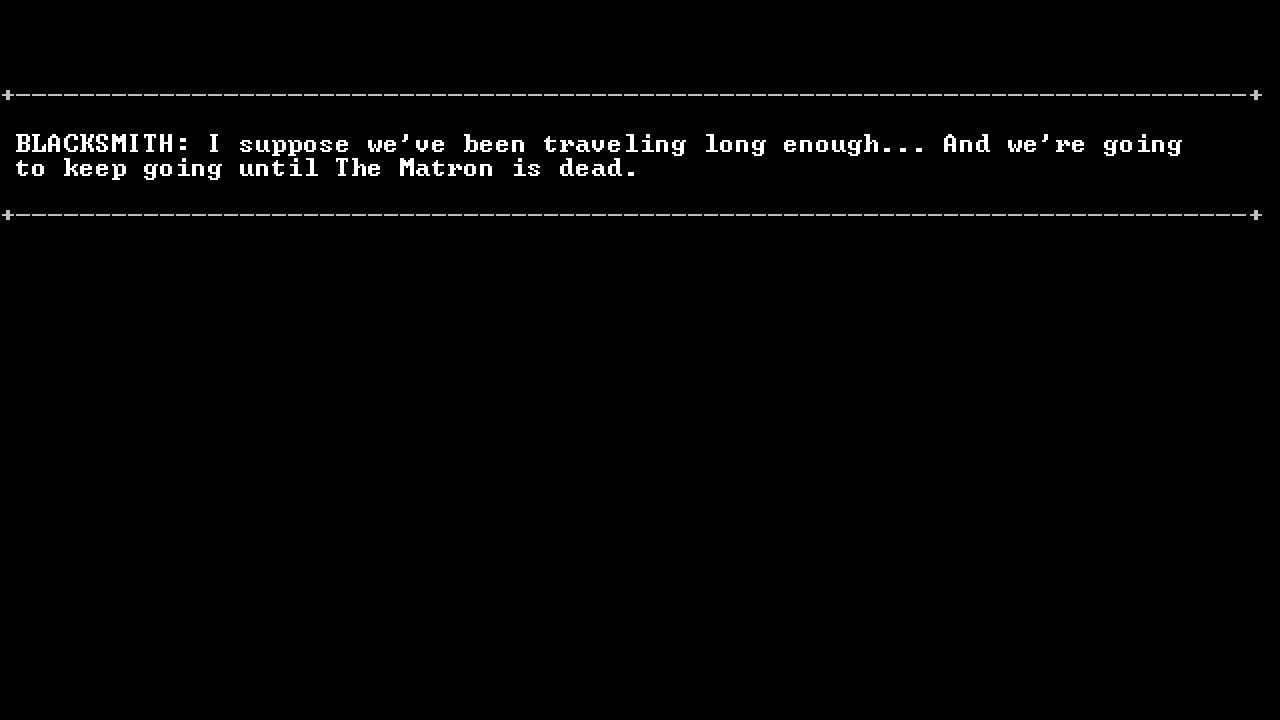 BLACKSMITH: I suppose we've been traveling long enough... And we're going
to keep going until The Matron is dead.